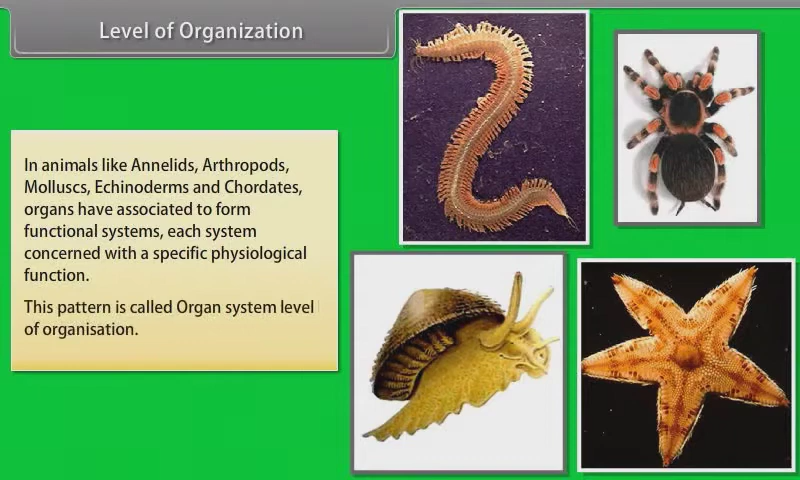 Level of Organization
In animals like Annelids, Arthropods,
Molluscs, Echinoderms and Chordates,
organs have associated to form
functional systems, each system
concerned with a specific physiological
function.
This pattern is called Organ system level
of organisation.